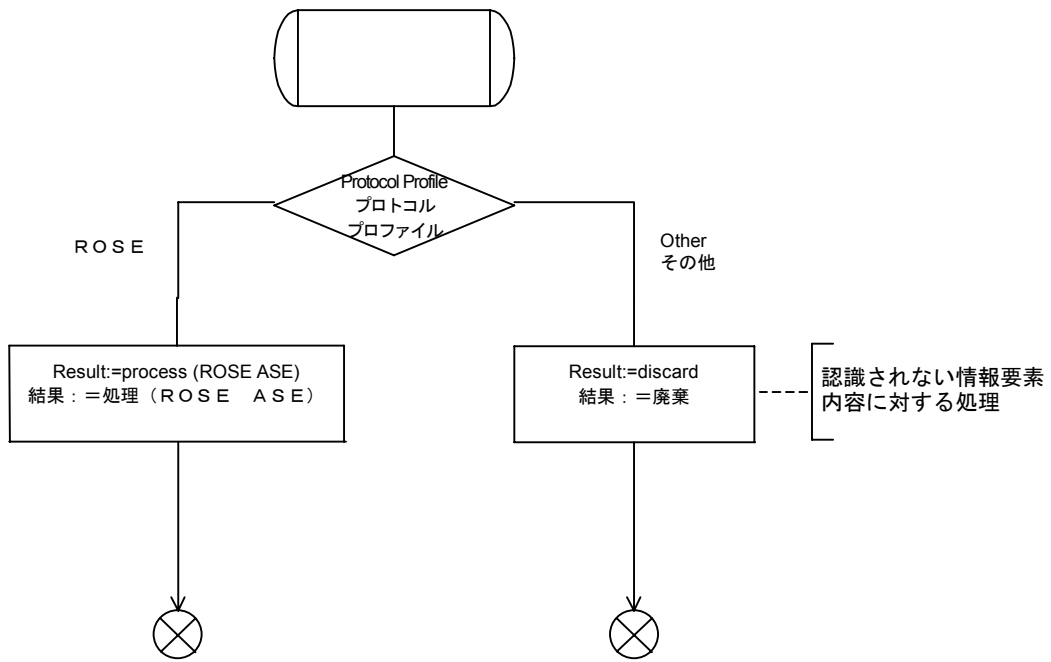 Protocol Profile
プロトコル
プロファイル
ＲＯＳＥ
Other
その他
Result:=process (ROSE ASE)
結果：＝処理（ＲＯＳＥ　ＡＳＥ）
Result:=discard
結果：＝廃棄
認識されない情報要素
内容に対する処理